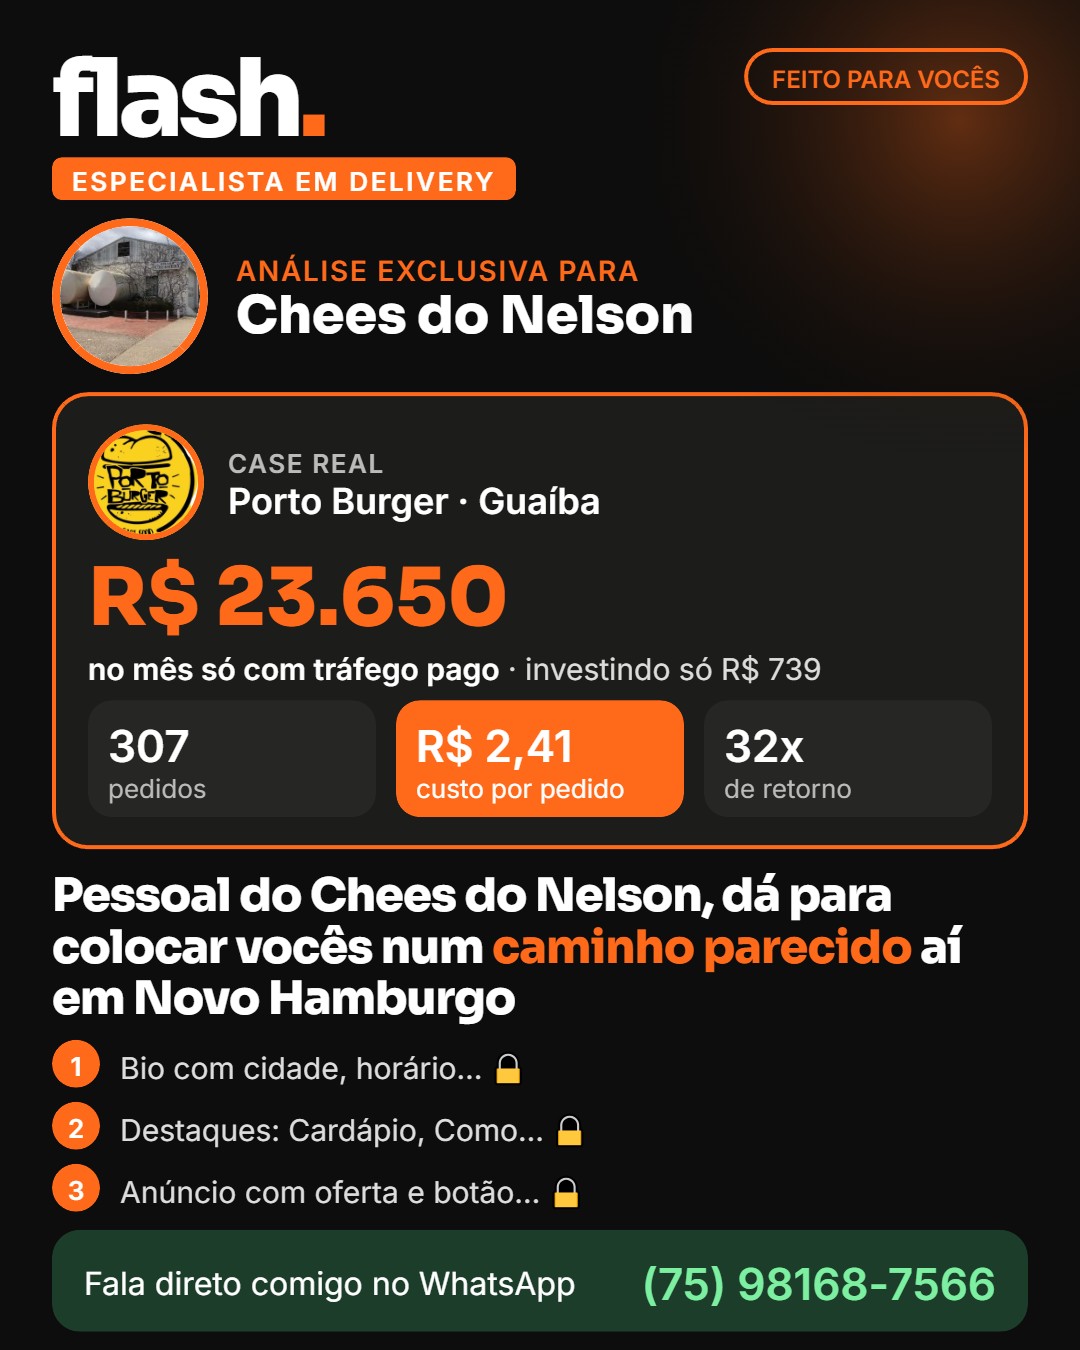 flash.
FEITO PARA VOCÊS
ESPECIALISTA EM DELIVERY
ANÁLISE EXCLUSIVA PARA
Chees do Nelson
PORTO
BURGER
CASE REAL
Porto Burger · Guaíba
R$ 23.650
no mês só com tráfego pago · investindo só R$ 739
307
pedidos
R$ 2,41
custo por pedido
32x
de retorno
Pessoal do Chees do Nelson, dá para
colocar vocês num caminho parecido aí
em Novo Hamburgo
1 Bio com cidade, horário... 🔒
2 Destaques: Cardápio, Como... 🔒
3 Anúncio com oferta e botão... 🔒
Fala direto comigo no WhatsApp (75) 98168-7566